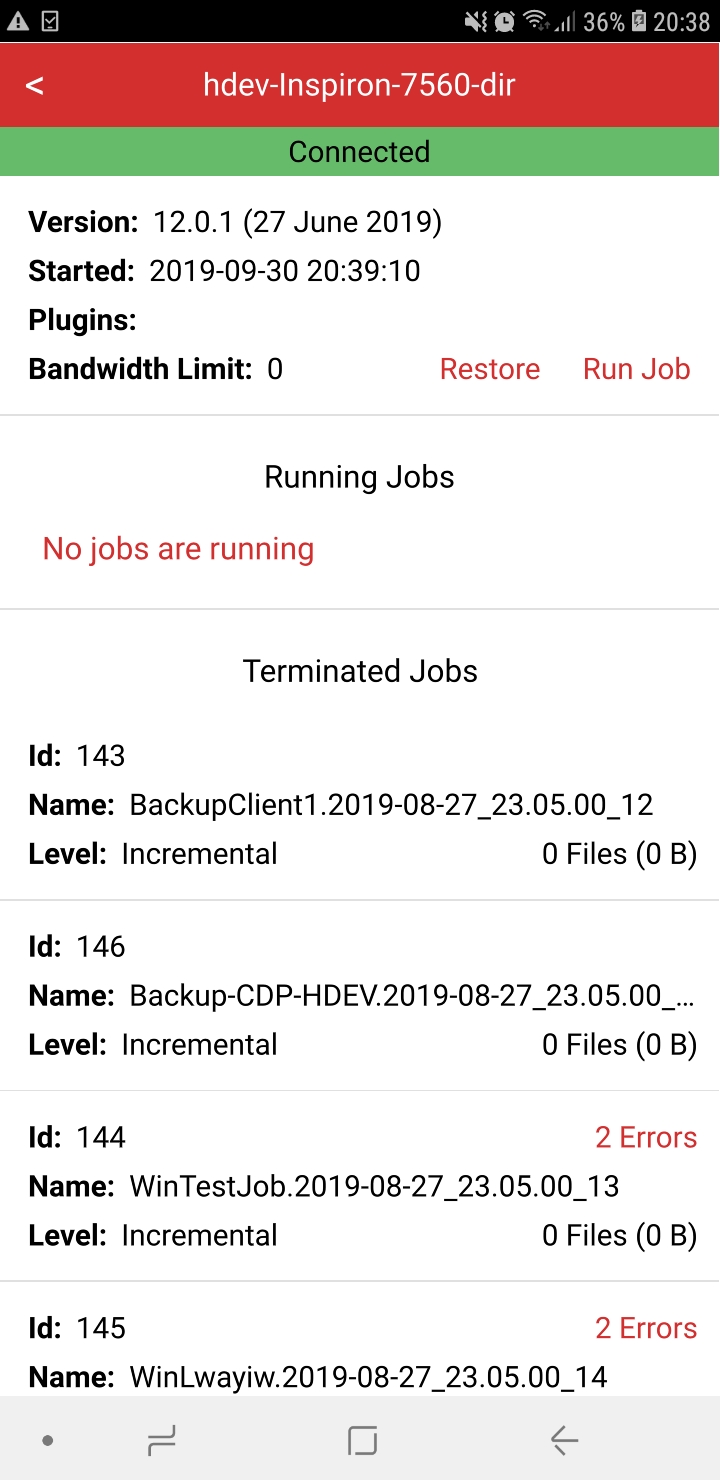 36% 20:38
< hdev-Inspiron-7560-dir
Connected
Version: 12.0.1 (27 June 2019)
Started: 2019-09-30 20:39:10
Plugins:
Bandwidth Limit: 0 Restore Run Job
Running Jobs
No jobs are running
Terminated Jobs
Id: 143
Name: BackupClient1.2019-08-27_23.05.00_12
Level: Incremental 0 Files (0 B)
Id: 146
Name: Backup-CDP-HDEV.2019-08-27_23.05.00_...
Level: Incremental 0 Files (0 B)
Id: 144 2 Errors
Name: WinTestJob.2019-08-27_23.05.00_13
Level: Incremental 0 Files (0 B)
Id: 145 2 Errors
Name: WinLwayiw.2019-08-27_23.05.00_14